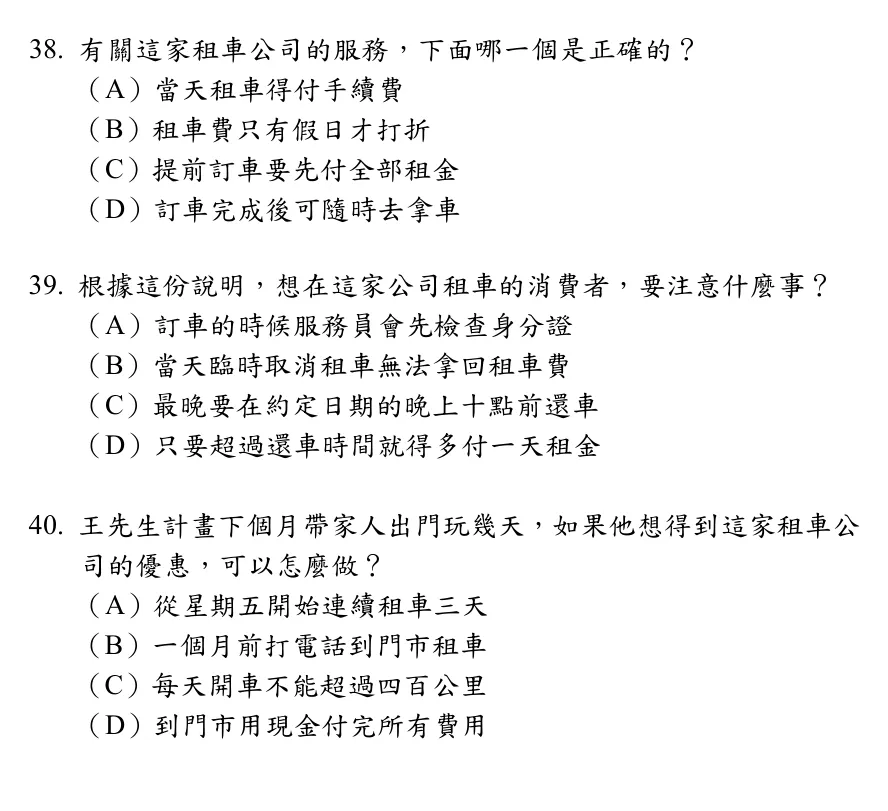 38. 有關這家租車公司的服務，下面哪一個是正確的？
（A）當天租車得付手續費
（B）租車費只有假日才打折
（C）提前訂車要先付全部租金
（D）訂車完成後可隨時去拿車
39. 根據這份說明，想在這家公司租車的消費者，要注意什麼事？
（A）訂車的時候服務員會先檢查身分證
（B）當天臨時取消租車無法拿回租車費
（C）最晚要在約定日期的晚上十點前還車
（D）只要超過還車時間就得多付一天租金
40. 王先生計畫下個月帶家人出門玩幾天，如果他想得到這家租車公
司的優惠，可以怎麼做？
（A）從星期五開始連續租車三天
（B）一個月前打電話到門市租車
（C）每天開車不能超過四百公里
（D）到門市用現金付完所有費用